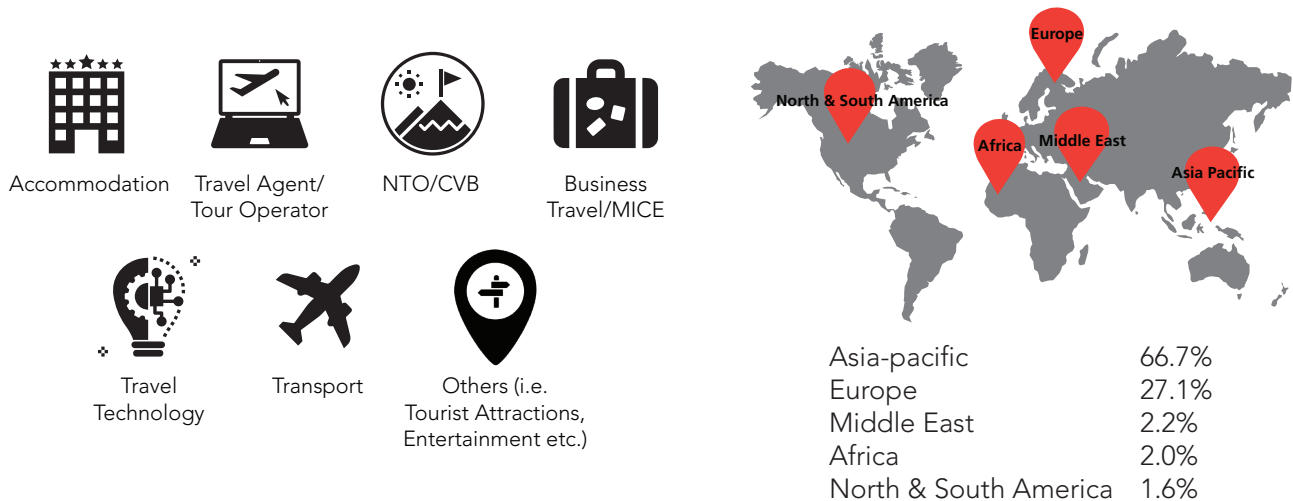 Accommodation
Travel Agent/
Tour Operator
NTO/CVB
Business
Travel/MICE
Travel
Technology
Transport
Others (i.e.
Tourist Attractions,
Entertainment etc.)
Europe
North & South America
Africa
Middle East
Asia Pacific
Asia-pacific 66.7%
Europe 27.1%
Middle East 2.2%
Africa 2.0%
North & South America 1.6%